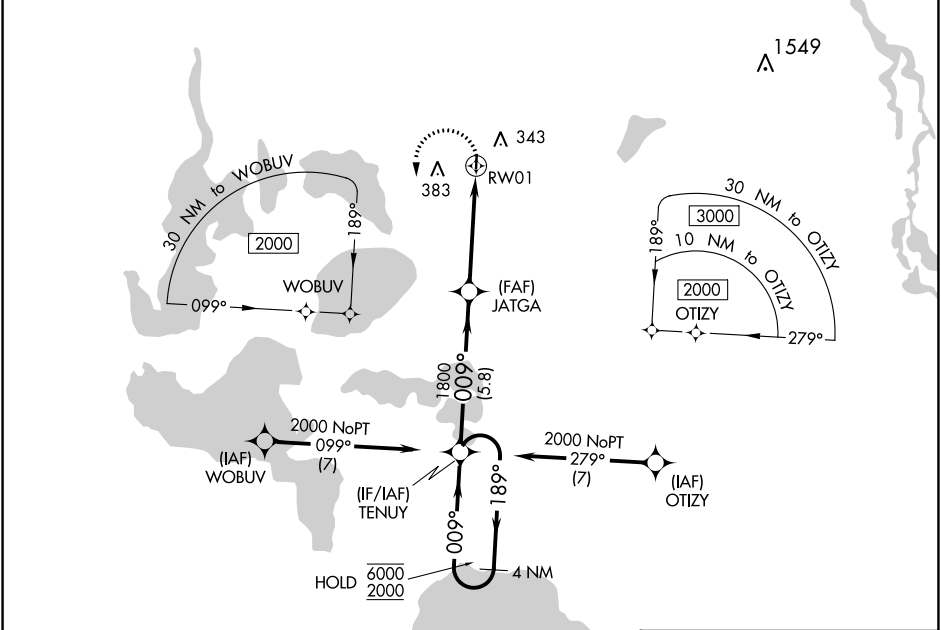 1549
343
383
RW01
30 NM to WOBUV
2000
189°
WOBUV
099°
30 NM to OTIZY
3000
10 NM to OTIZY
189°
2000
OTIZY
279°
(FAF)
JATGA
1800
009°
(5.8)
2000 NoPT
099°
(7)
(IAF)
WOBUV
2000 NoPT
279°
(7)
(IAF)
OTIZY
(IF/IAF)
TENUY
009°
189°
HOLD
6000
2000
4 NM